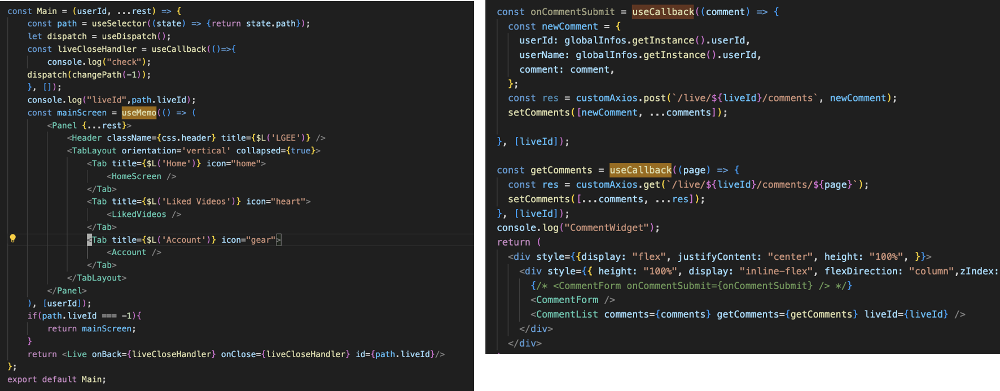 const Main = (userId, ...rest) => {
const path = useSelector((state) => {return state.path});
let dispatch = useDispatch();
const liveCloseHandler = useCallback(()=>{
console.log("check");
dispatch(changePath(-1));
}, []);
console.log("liveId",path.liveId);
const mainScreen = useMemo(() => (
<Panel {...rest}>
<Header className={css.header} title={$L('LGEE')} />
<TabLayout orientation='vertical' collapsed={true}>
<Tab title={$L('Home')} icon="home">
<HomeScreen />
</Tab>
<Tab title={$L('Liked Videos')} icon="heart">
<LikedVideos />
</Tab>
<Tab title={$L('Account')} icon="gear">
<Account />
</Tab>
</TabLayout>
</Panel>
), [userId]);
if(path.liveId === -1){
return mainScreen;
}
return <Live onBack={liveCloseHandler} onClose={liveCloseHandler} id={path.liveId}/>
};
export default Main;
const onCommentSubmit = useCallback((comment) => {
const newComment = {
userId: globalInfos.getInstance().userId,
userName: globalInfos.getInstance().userId,
comment: comment,
};
const res = customAxios.post(`/live/${liveId}/comments`, newComment);
setComments([newComment, ...comments]);
}, [liveId]);
const getComments = useCallback((page) => {
const res = customAxios.get(`/live/${liveId}/comments/${page}`);
setComments([...comments, ...res]);
}, [liveId]);
console.log("CommentWidget");
return (
<div style={{display: "flex", justifyContent: "center", height: "100%", }}>
<div style={{ height: "100%", display: "inline-flex", flexDirection: "column",zIndex:
{/* <CommentForm onCommentSubmit={onCommentSubmit} /> */}
<CommentForm />
<CommentList comments={comments} getComments={getComments} liveId={liveId} />
</div>
</div>